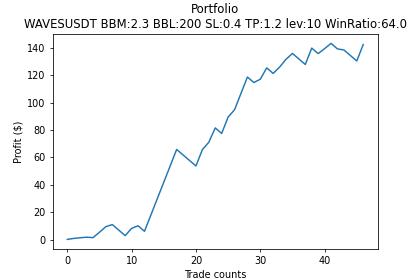 Portfolio
WAVESUSDT BBM:2.3 BBL:200 SL:0.4 TP:1.2 lev:10 WinRatio:64.0
140
120
100
80
60
40
20
0
Profit ($)
0 10 20 30 40
Trade counts